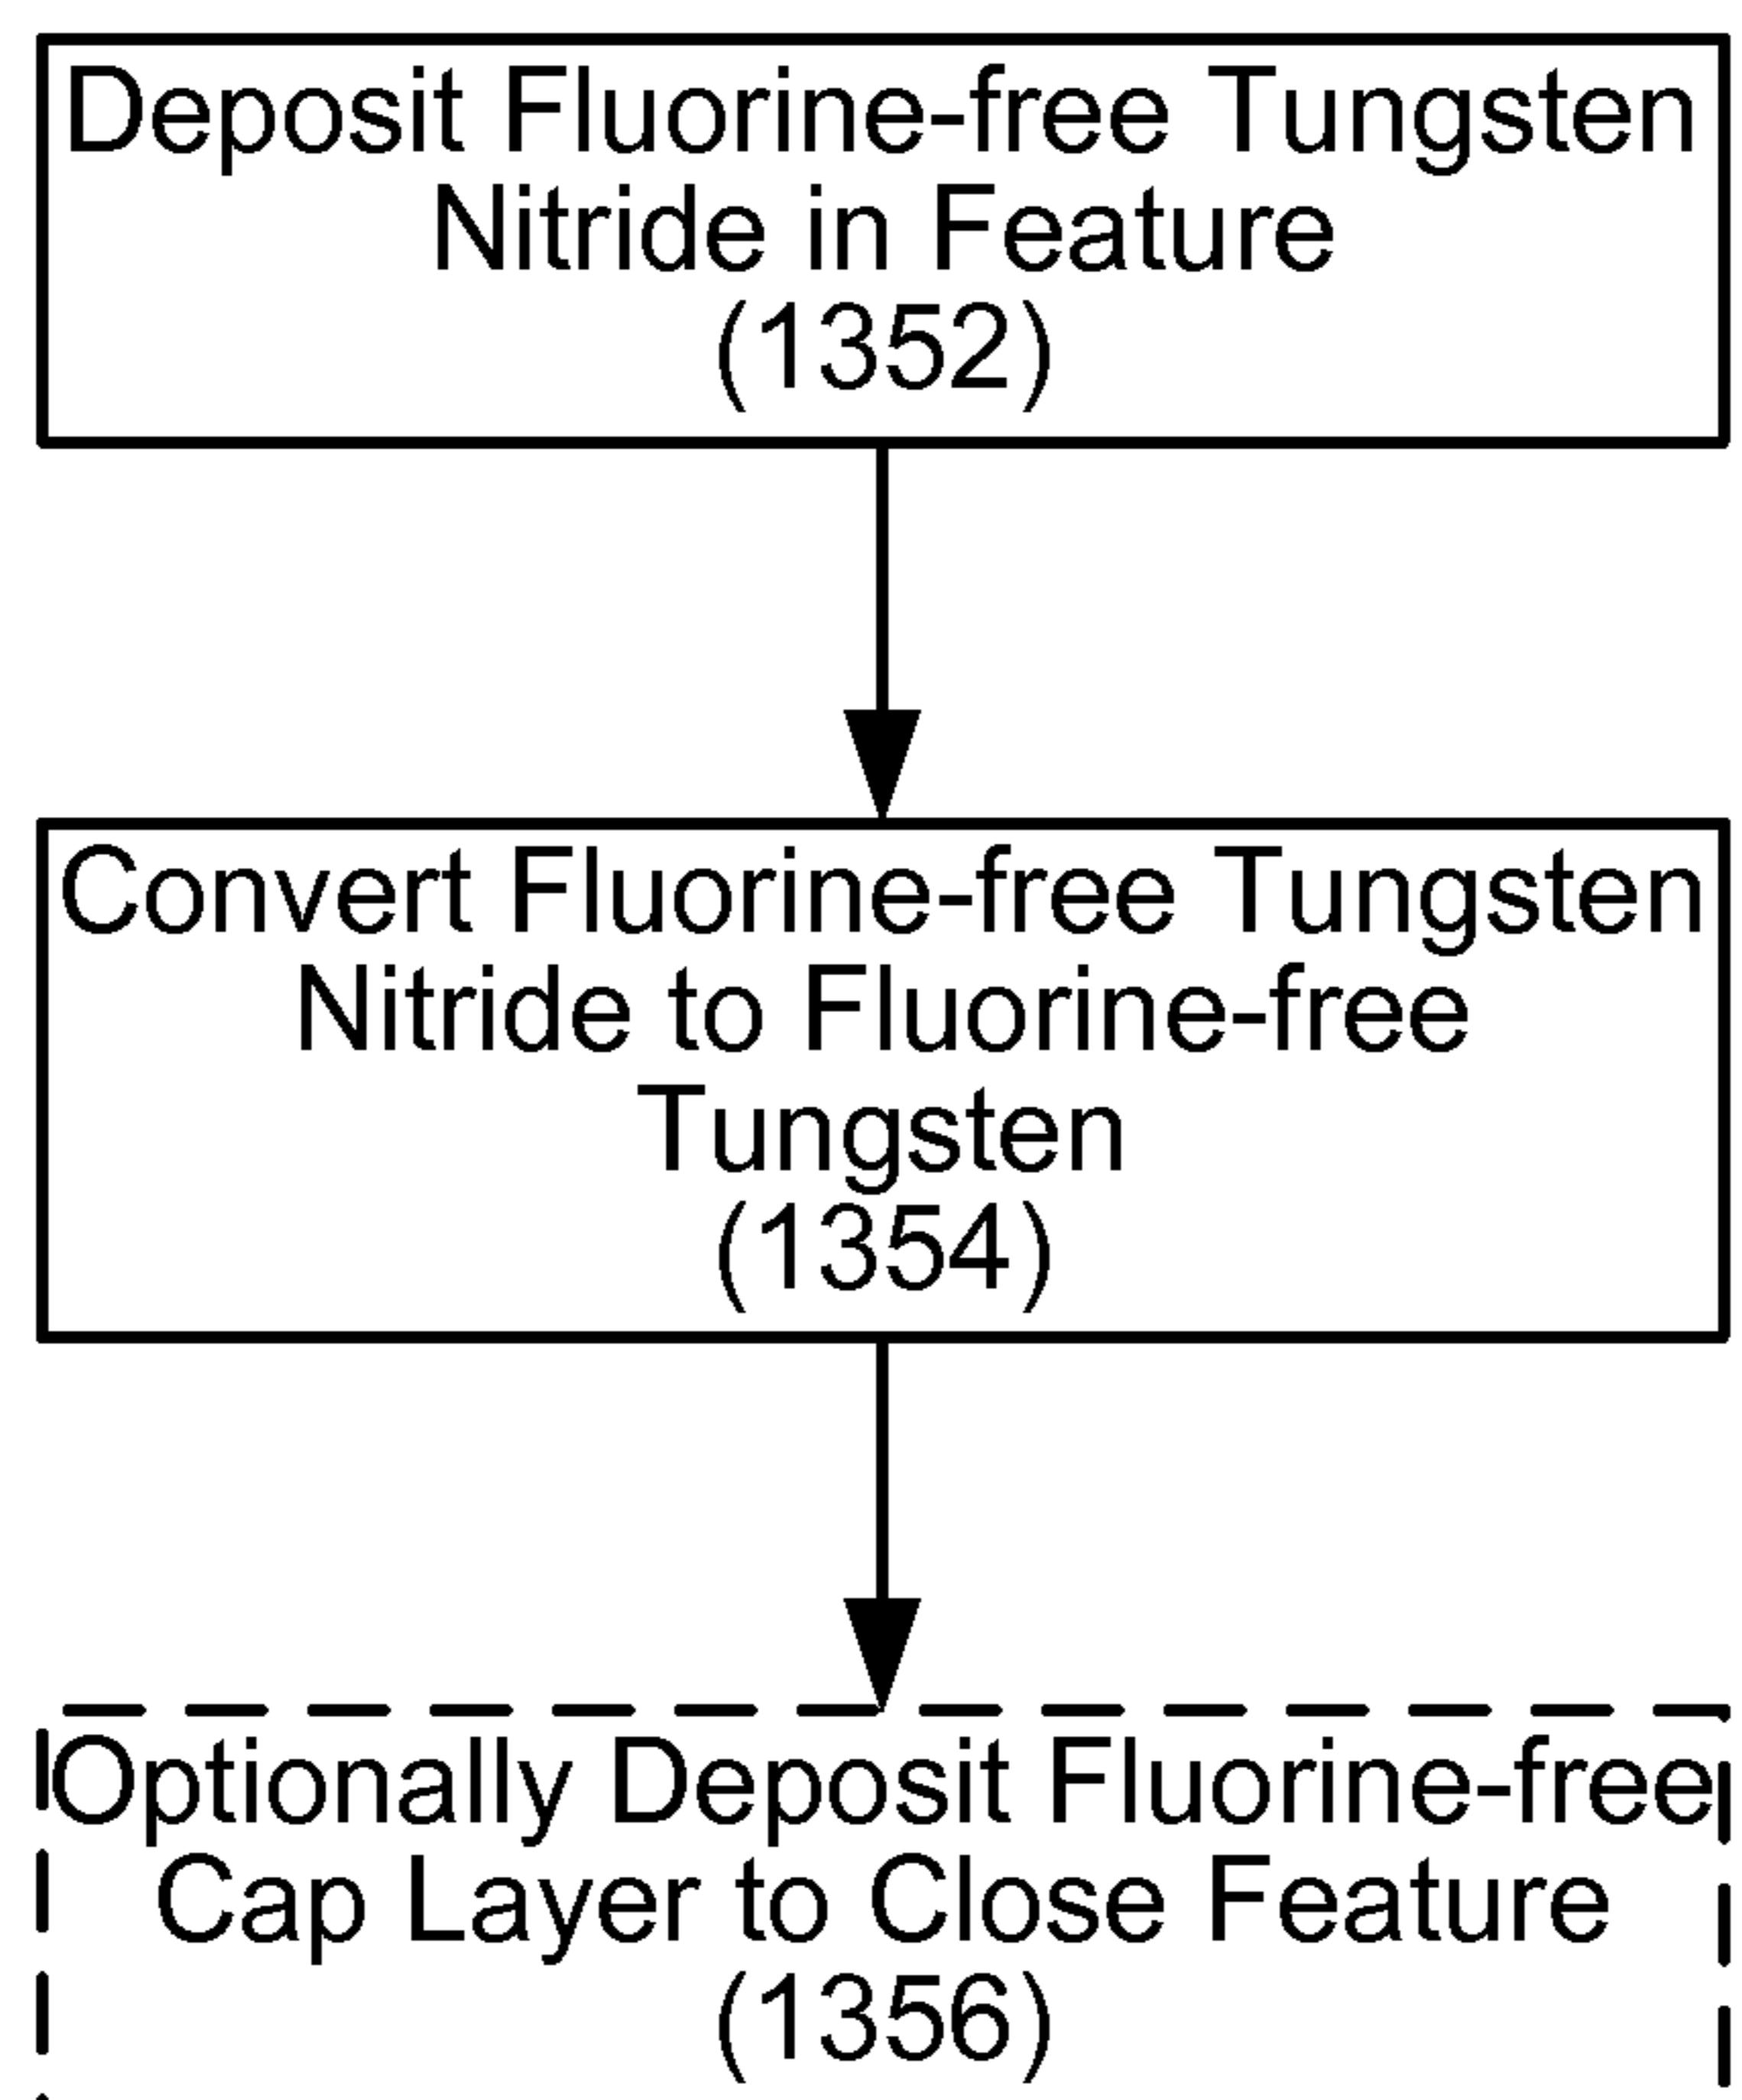 Deposit Fluorine-free Tungsten
Nitride in Feature
(1352)
Convert Fluorine-free Tungsten
Nitride to Fluorine-free
Tungsten
(1354)
Optionally Deposit Fluorine-free
Cap Layer to Close Feature
(1356)